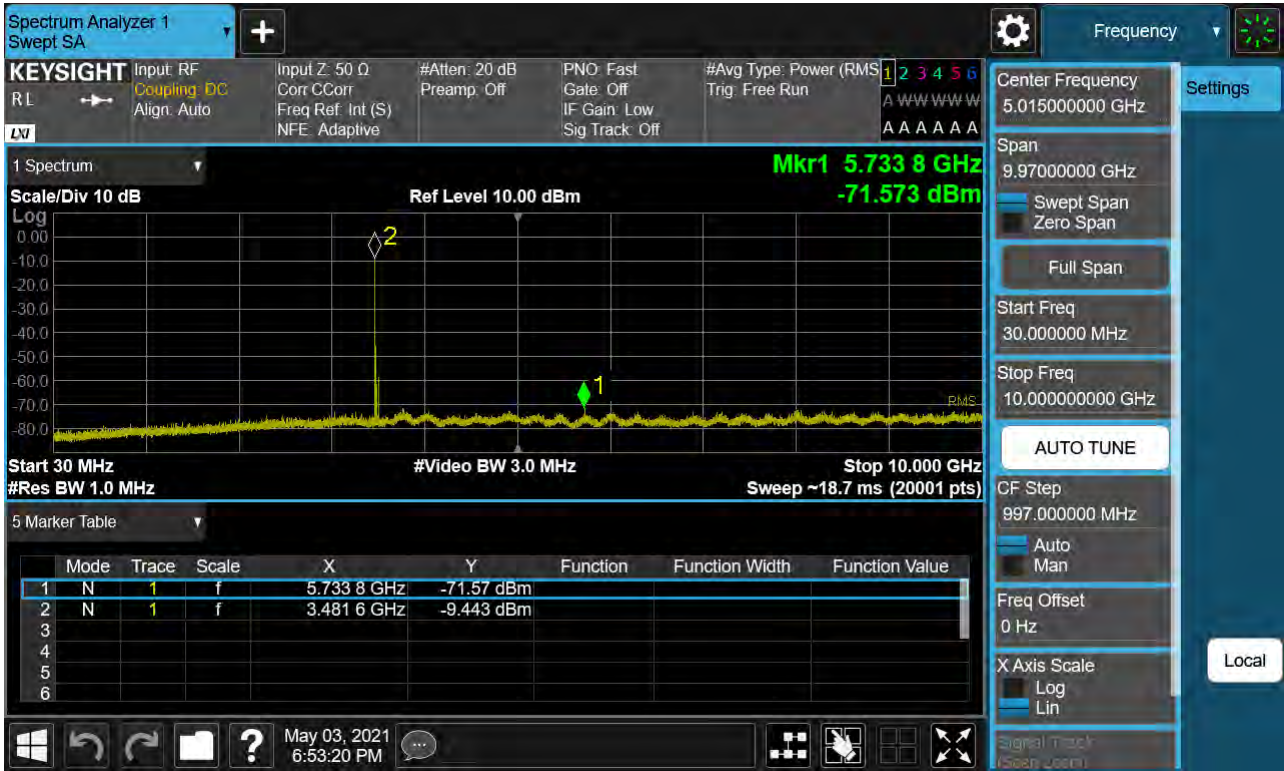 Spectrum Analyzer 1
Swept SA
Frequency
KEYSIGHT
RL
LXI
Input: RF
Coupling: DC
Align: Auto
Input Z: 50 Ω
Corr CCorr
Freq Ref: Int (S)
NFE: Adaptive
#Atten: 20 dB
Preamp: Off
PNO: Fast
Gate: Off
IF Gain: Low
Sig Track: Off
#Avg Type: Power (RMS
Trig: Free Run
1 2 3 4 5 6
A W W W W W
A A A A A A
1 Spectrum
Scale/Div 10 dB
Ref Level 10.00 dBm
Mkr1 5.733 8 GHz
-71.573 dBm
Log
0.00
-10.0
-20.0
-30.0
-40.0
-50.0
-60.0
-70.0
-80.0
2
1
RMS
Start 30 MHz
#Video BW 3.0 MHz
Stop 10.000 GHz
#Res BW 1.0 MHz
Sweep ~18.7 ms (20001 pts)
5 Marker Table
Mode Trace Scale X Y Function Function Width Function Value
1 N 1 f 5.733 8 GHz -71.57 dBm
2 N 1 f 3.481 6 GHz -9.443 dBm
3
4
5
6
May 03, 2021
6:53:20 PM
Center Frequency
5.015000000 GHz
Span
9.97000000 GHz
Swept Span
Zero Span
Full Span
Start Freq
30.000000 MHz
Stop Freq
10.000000000 GHz
AUTO TUNE
CF Step
997.000000 MHz
Auto
Man
Freq Offset
0 Hz
X Axis Scale
Log
Lin
Signal Track
(Span Zoom)
Settings
Local